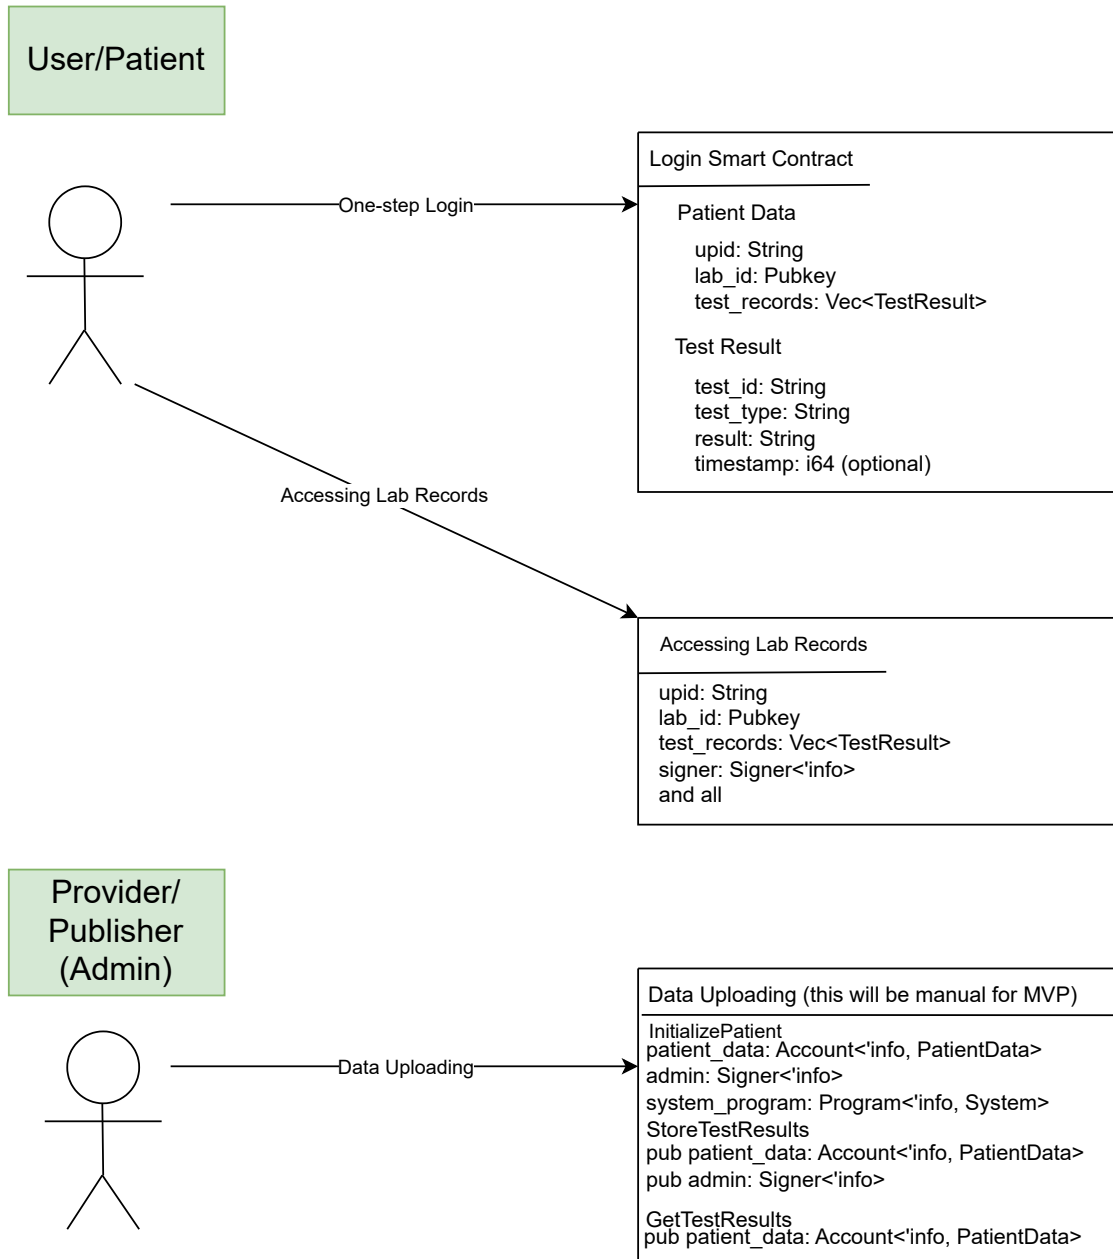 User/Patient
Login Smart Contract
One-step Login
Patient Data
upid: String
lab_id: Pubkey
test_records: Vec<TestResult>
Test Result
test_id: String
test_type: String
result: String
timestamp: i64 (optional)
Accessing Lab Records
Accessing Lab Records
upid: String
lab_id: Pubkey
test_records: Vec<TestResult>
signer: Signer<'info>
and all
Provider/
Publisher
(Admin)
Data Uploading (this will be manual for MVP)
Data Uploading
InitializePatient
patient_data: Account<'info, PatientData>
admin: Signer<'info>
system_program: Program<'info, System>
StoreTestResults
pub patient_data: Account<'info, PatientData>
pub admin: Signer<'info>
GetTestResults
pub patient_data: Account<'info, PatientData>